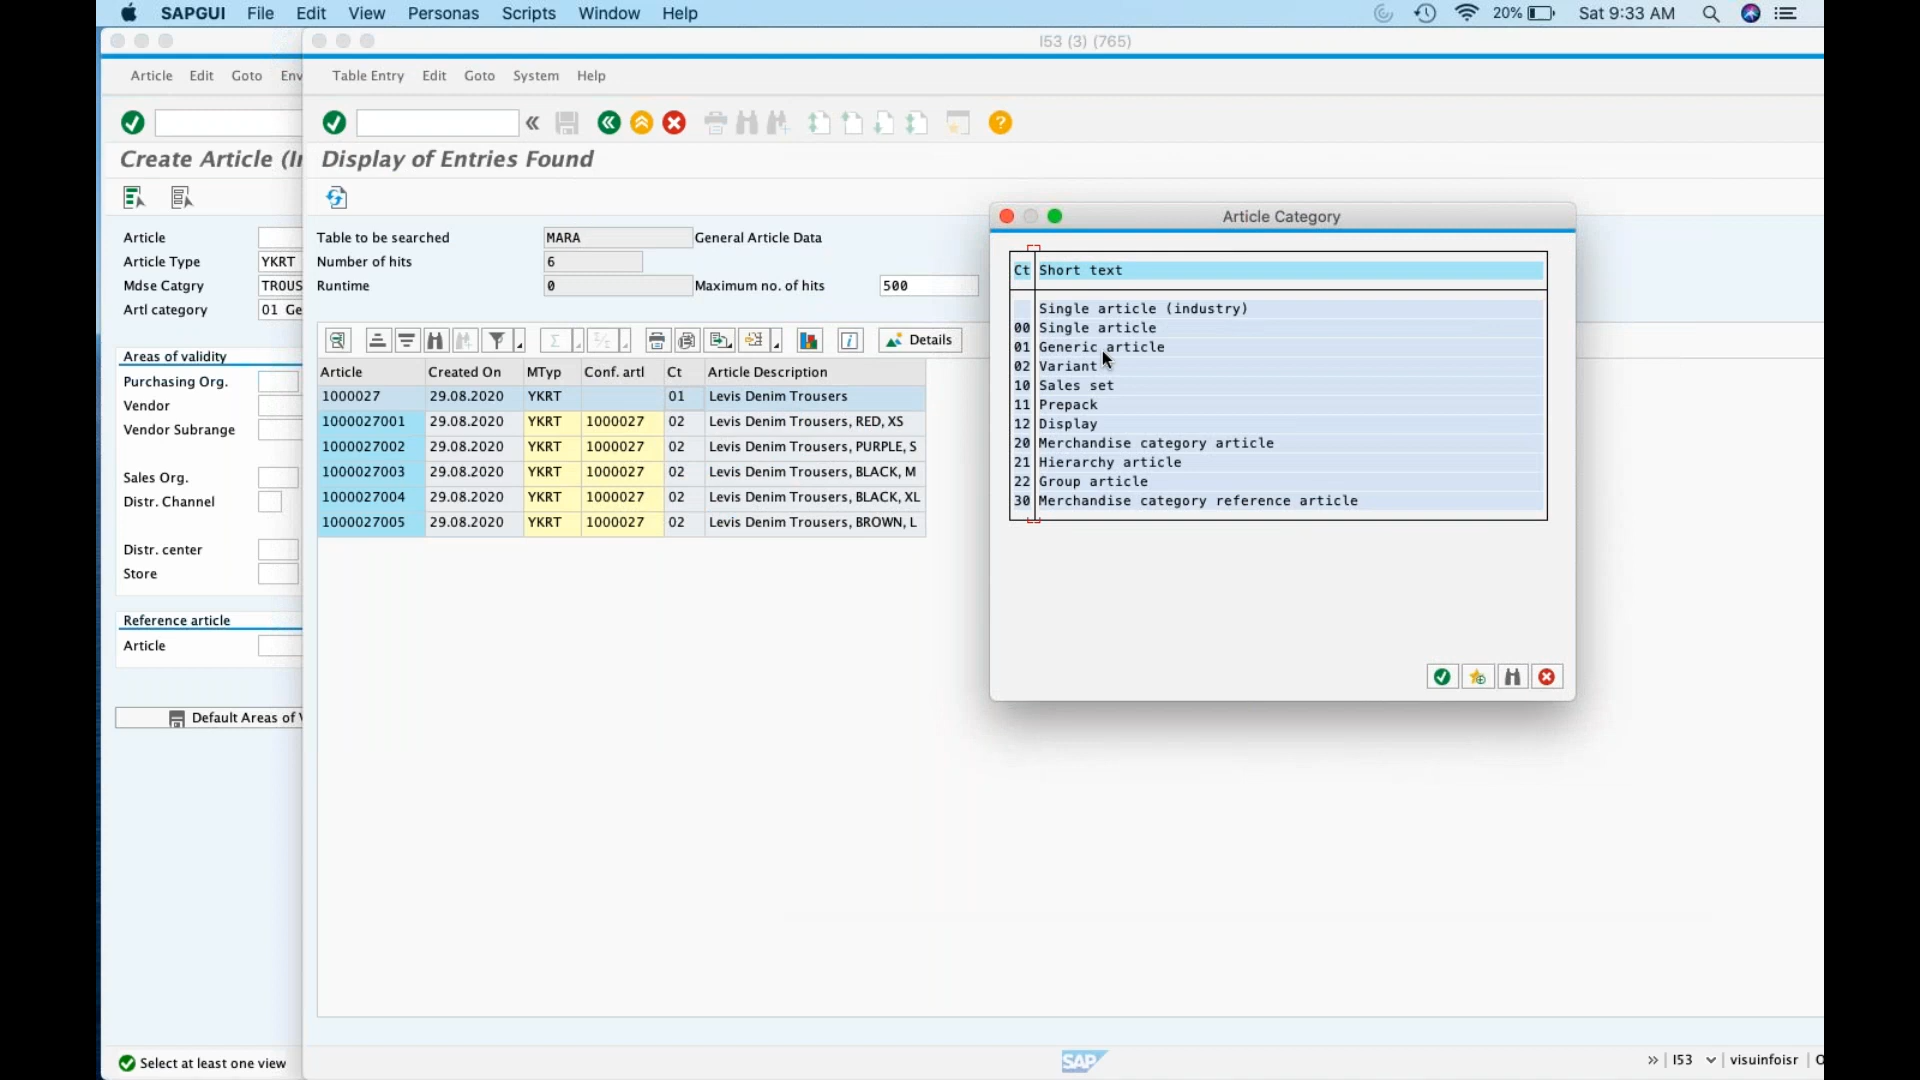 SAPGUI File Edit View Personas Scripts Window Help 20% Sat 9:33 AM
I53 (3) (765)
Article Edit Goto Env
Table Entry Edit Goto System Help
Create Article (Ir
Display of Entries Found
Article
Article Type YKRT
Mdse Catgry TROUS
Artl category 01 Ge
Areas of validity
Purchasing Org.
Vendor
Vendor Subrange
Sales Org.
Distr. Channel
Distr. center
Store
Reference article
Article
Default Areas of V
Select at least one view
Table to be searched MARA General Article Data
Number of hits 6
Runtime 0 Maximum no. of hits 500
Details
Article Created On MTyp Conf. artl Ct Article Description
1000027 29.08.2020 YKRT 01 Levis Denim Trousers
1000027001 29.08.2020 YKRT 1000027 02 Levis Denim Trousers, RED, XS
1000027002 29.08.2020 YKRT 1000027 02 Levis Denim Trousers, PURPLE, S
1000027003 29.08.2020 YKRT 1000027 02 Levis Denim Trousers, BLACK, M
1000027004 29.08.2020 YKRT 1000027 02 Levis Denim Trousers, BLACK, XL
1000027005 29.08.2020 YKRT 1000027 02 Levis Denim Trousers, BROWN, L
Article Category
Ct Short text
Single article (industry)
00 Single article
01 Generic article
02 Variant
10 Sales set
11 Prepack
12 Display
20 Merchandise category article
21 Hierarchy article
22 Group article
30 Merchandise category reference article
SAP
I53 visuinfoisr